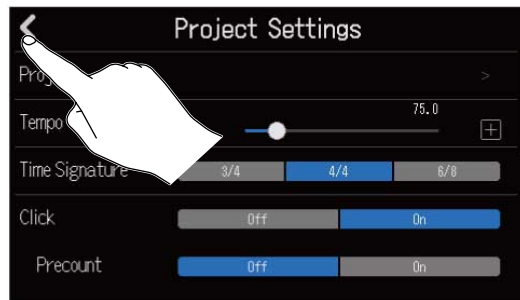 Project Settings
>
Tempo 75.0
Time Signature 3/4 4/4 6/8
Click Off On
Precount Off On